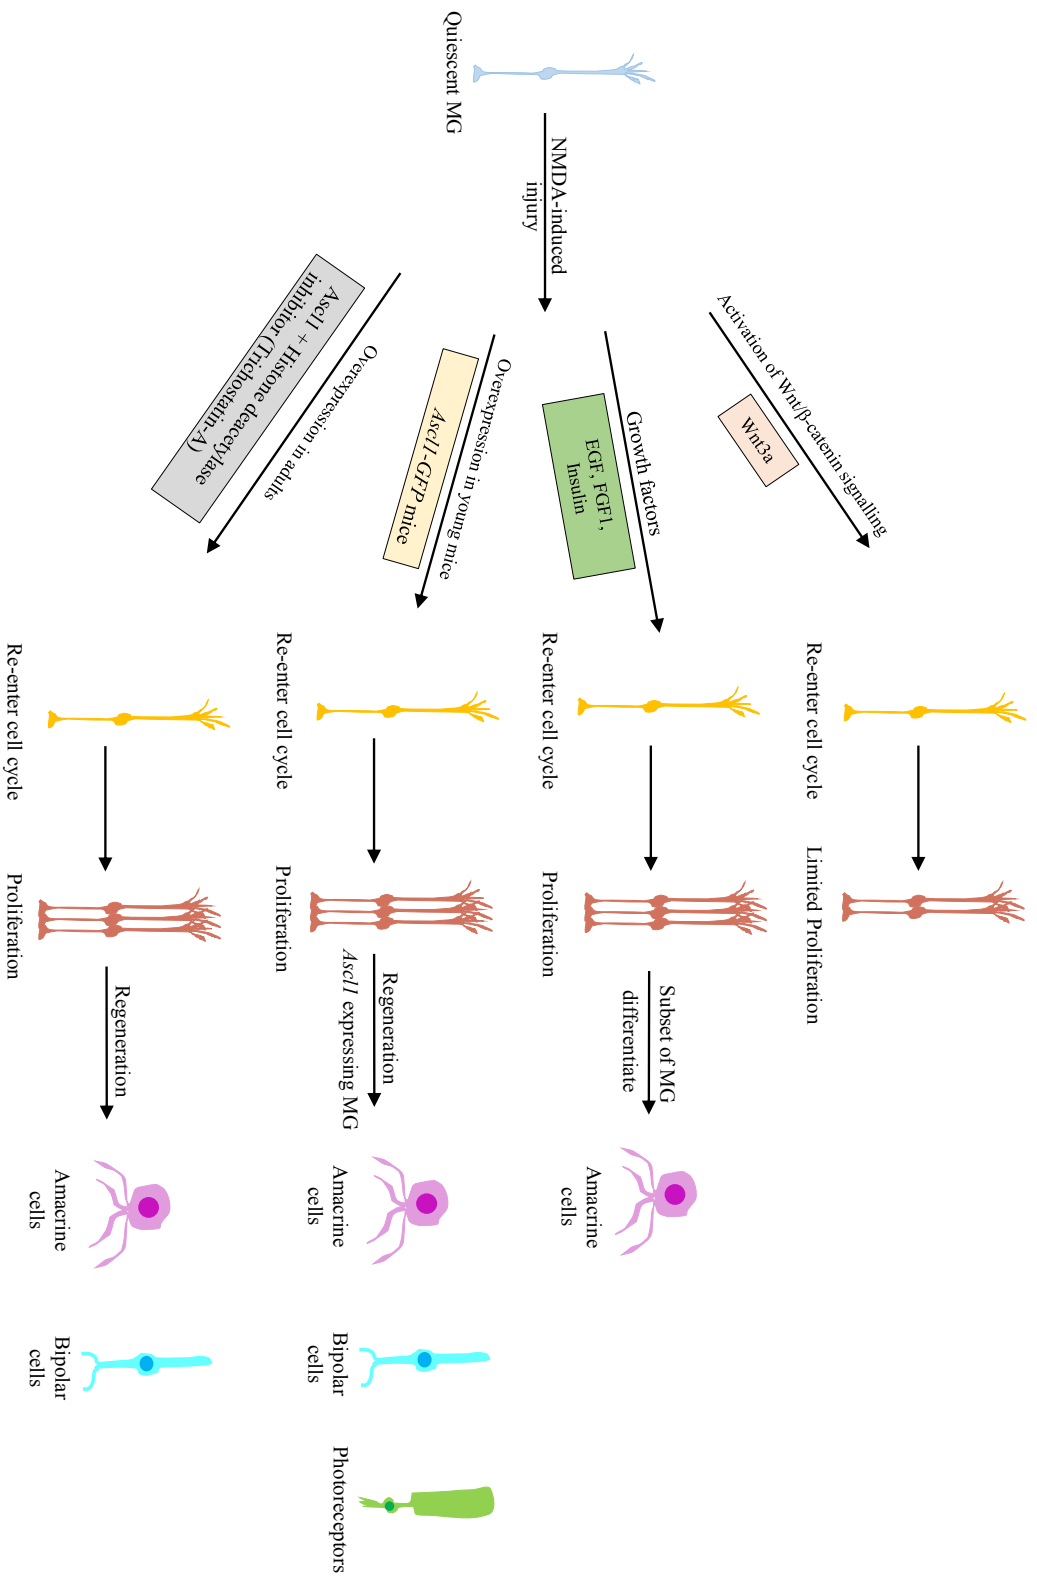 Quiescent MG
NMDA-induced
injury
Activation of Wnt/β-catenin signalling
Wnt3a
Re-enter cell cycle
Limited Proliferation
Growth factors
EGF, FGF1,
Insulin
Re-enter cell cycle
Proliferation
Subset of MG
differentiate
Amacrine
cells
Overexpression in young mice
Ascl1-GFP mice
Re-enter cell cycle
Proliferation
Regeneration
Ascl1 expressing MG
Amacrine
cells
Bipolar
cells
Photoreceptors
Overexpression in adults
Ascl1 + Histone deacetylase
inhibitor (Trichostatin-A)
Re-enter cell cycle
Proliferation
Regeneration
Amacrine
cells
Bipolar
cells